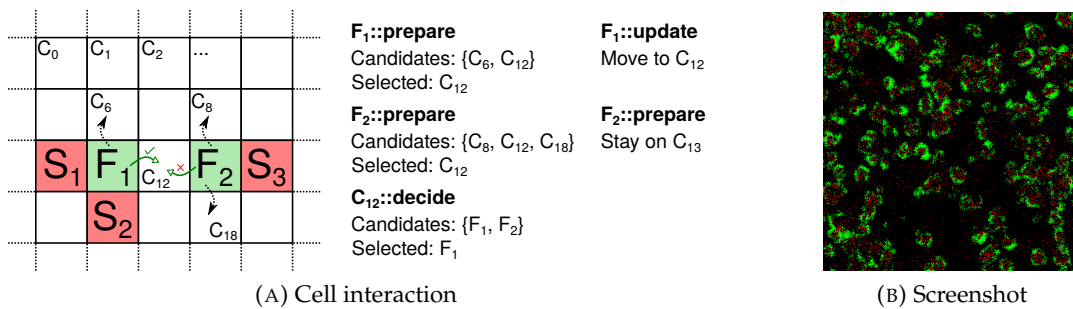 C0 C1 C2 ...
C6 C8
S1 F1 C12 F2 S3
S2 C18
F1::prepare
Candidates: {C6, C12}
Selected: C12
F2::prepare
Candidates: {C8, C12, C18}
Selected: C12
C12::decide
Candidates: {F1, F2}
Selected: F1
F1::update
Move to C12
F2::prepare
Stay on C13
(A) Cell interaction
(B) Screenshot